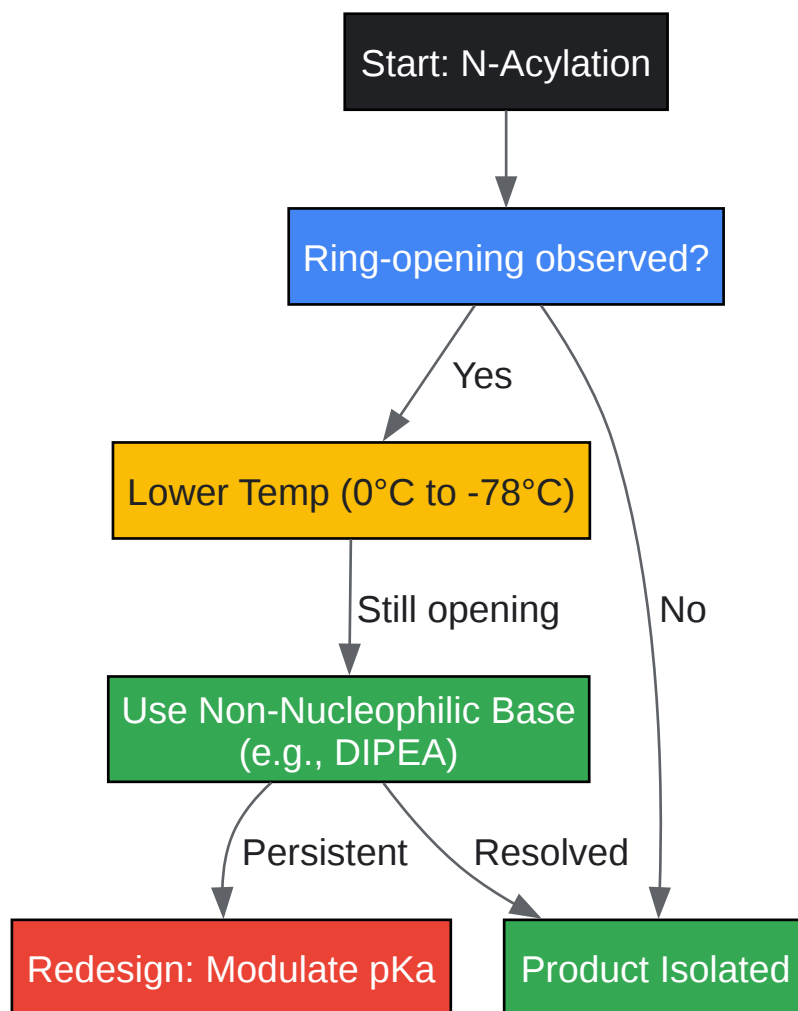 Start: N-Acylation
Ring-opening observed?
Yes
Lower Temp (0°C to -78°C)
Still opening
No
Use Non-Nucleophilic Base
(e.g., DIPEA)
Persistent
Resolved
Redesign: Modulate pKa
Product Isolated